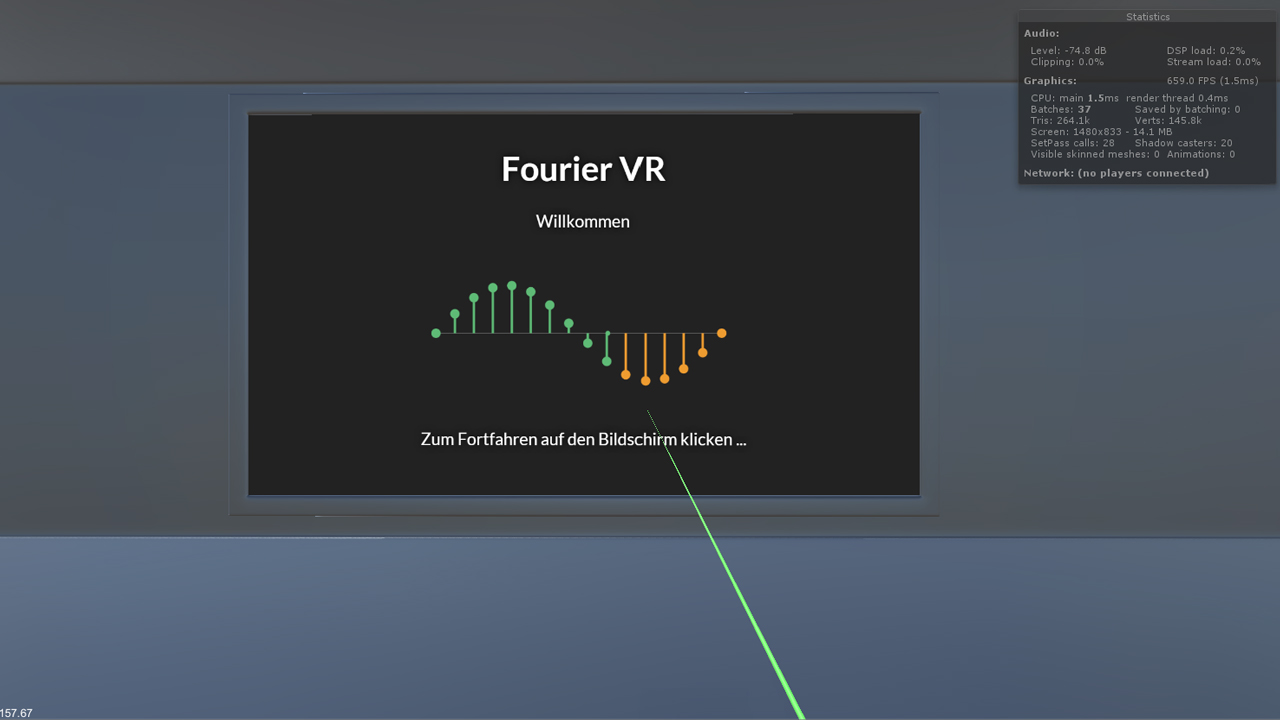 Statistics
Audio:
Level: -74.8 dB DSP load: 0.2%
Clipping: 0.0% Stream load: 0.0%
Graphics: 659.0 FPS (1.5ms)
CPU: main 1.5ms render thread 0.4ms
Batches: 37 Saved by batching: 0
Tris: 264.1k Verts: 145.8k
Screen: 1480x833 - 14.1 MB
SetPass calls: 28 Shadow casters: 20
Visible skinned meshes: 0 Animations: 0
Network: (no players connected)
Fourier VR
Willkommen
Zum Fortfahren auf den Bildschirm klicken ...
157.67